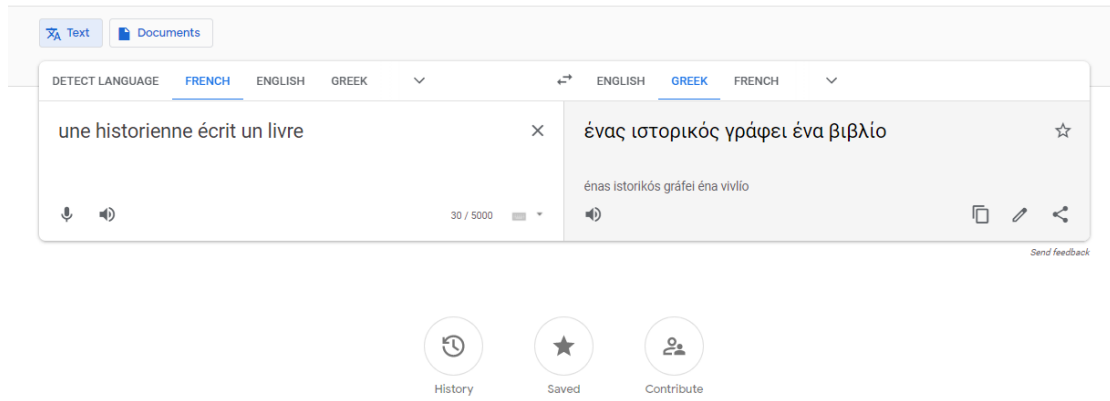 Text Documents
DETECT LANGUAGE FRENCH ENGLISH GREEK ENGLISH GREEK FRENCH
une historienne écrit un livre
ένας ιστορικός γράφει ένα βιβλίο
énas istorikós gráfei éna vivlío
30 / 5000
Send feedback
History Saved Contribute